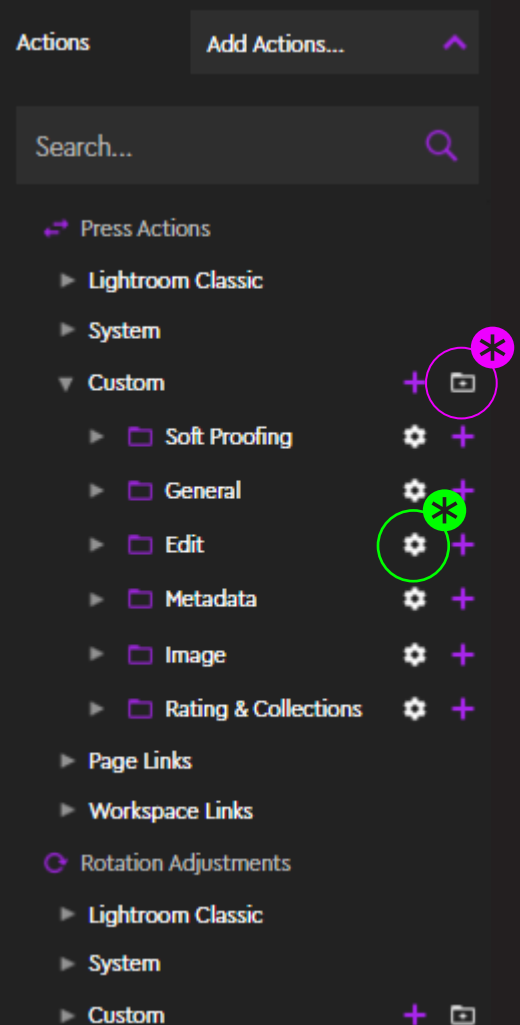 Actions
Add Actions...
Search...
Press Actions
Lightroom Classic
System
Custom
Soft Proofing
General
Edit
Metadata
Image
Rating & Collections
Page Links
Workspace Links
Rotation Adjustments
Lightroom Classic
System
Custom